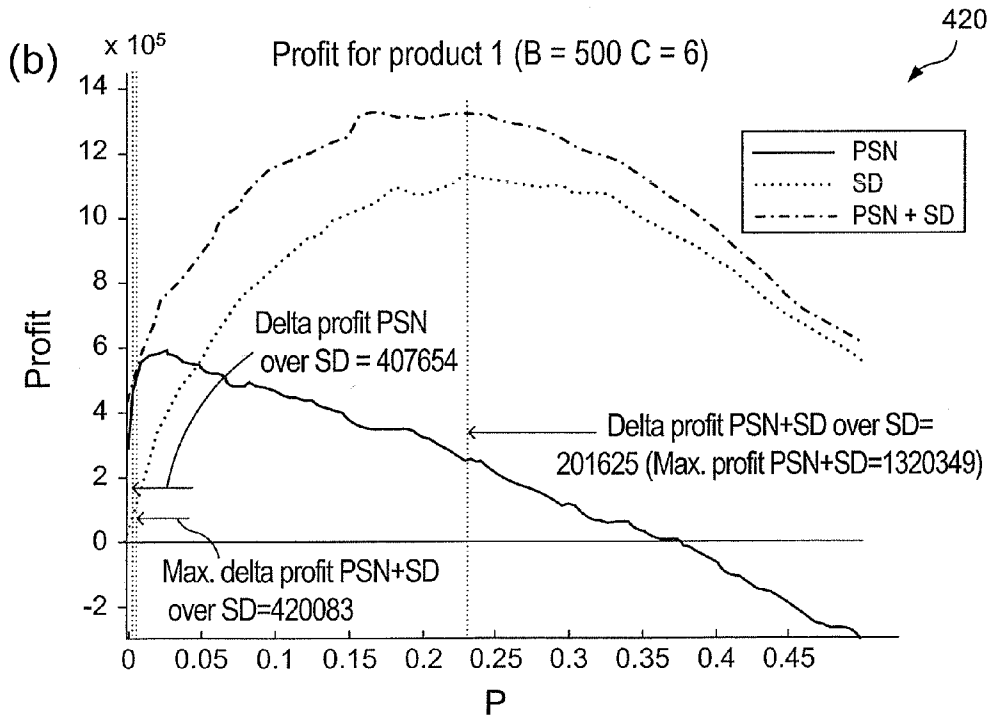 420
(b)
x 10⁵
Profit for product 1 (B = 500 C = 6)
14
12
10
8
6
4
2
0
-2
Profit
PSN
SD
PSN + SD
Delta profit PSN
over SD = 407654
Delta profit PSN+SD over SD=
201625 (Max. profit PSN+SD=1320349)
Max. delta profit PSN+SD
over SD=420083
0 0.05 0.1 0.15 0.2 0.25 0.3 0.35 0.4 0.45
P